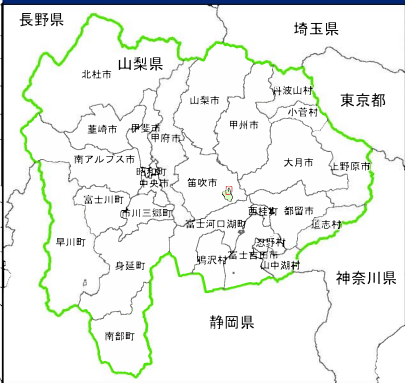 長野県
埼玉県
北杜市
山梨県
丹波山村
山梨市
東京都
小菅村
韮崎市
甲斐市
甲州市
甲府市
南アルプス市
大月市
上野原市
昭和町
中央市
笛吹市
富士川町
市川三郷町
西桂町
都留市
富士河口湖町
道志村
早川町
忍野村
鳴沢村
富士吉田市
身延町
山中湖村
神奈川県
静岡県
南部町